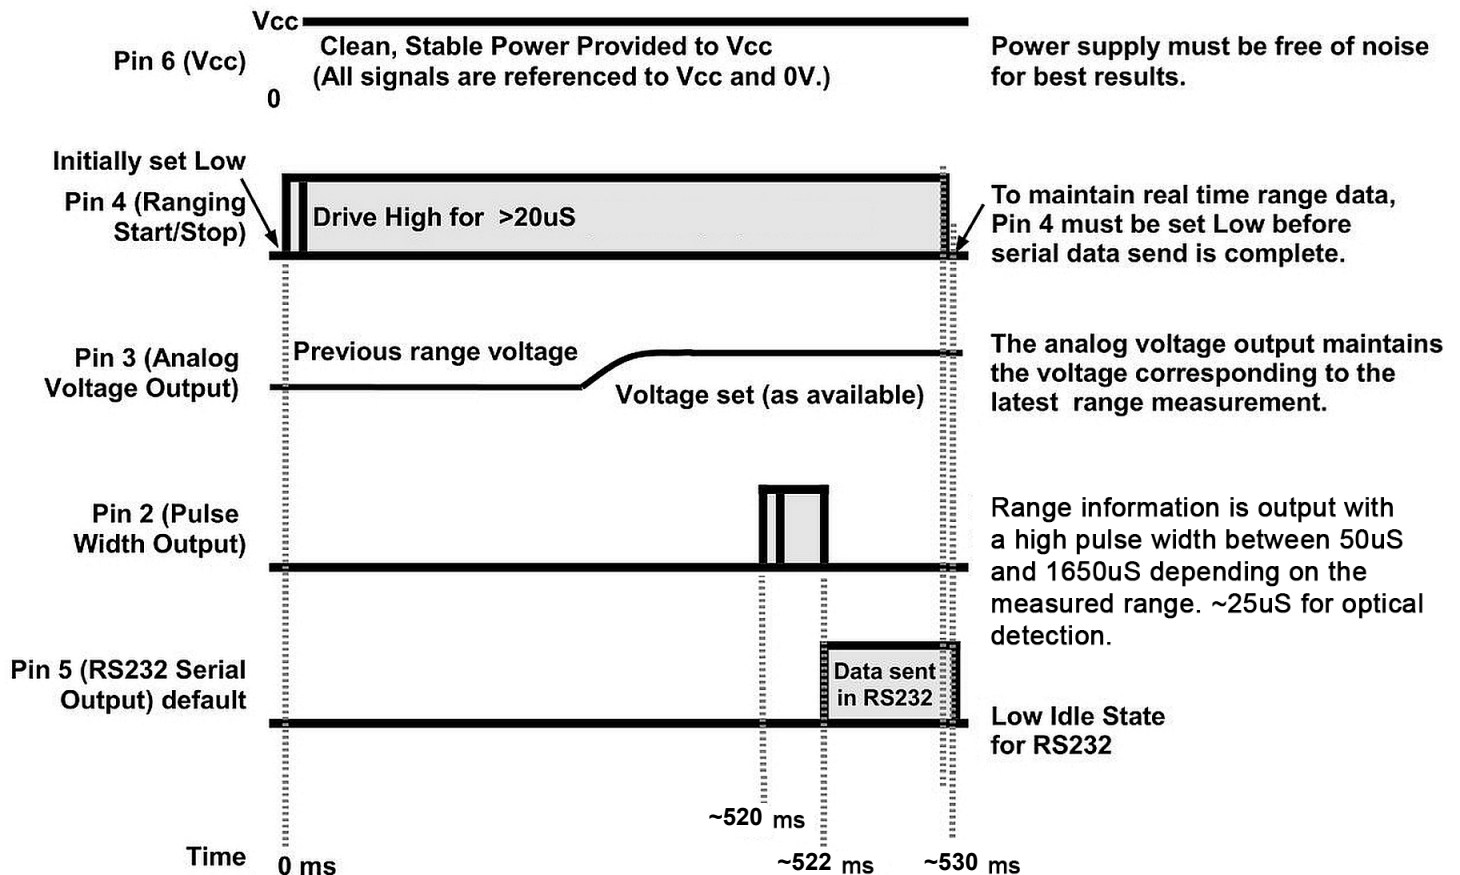 Vcc
Pin 6 (Vcc)
0
Clean, Stable Power Provided to Vcc
(All signals are referenced to Vcc and 0V.)
Power supply must be free of noise
for best results.
Initially set Low
Pin 4 (Ranging
Start/Stop)
Drive High for  >20uS
To maintain real time range data,
Pin 4 must be set Low before
serial data send is complete.
Pin 3 (Analog
Voltage Output)
Previous range voltage
Voltage set (as available)
The analog voltage output maintains
the voltage corresponding to the
latest  range measurement.
Pin 2 (Pulse
Width Output)
Range information is output with
a high pulse width between 50uS
and 1650uS depending on the
measured range. ~25uS for optical
detection.
Pin 5 (RS232 Serial
Output) default
Data sent
in RS232
Low Idle State
for RS232
~520 ms
Time
0 ms
~522 ms
~530 ms